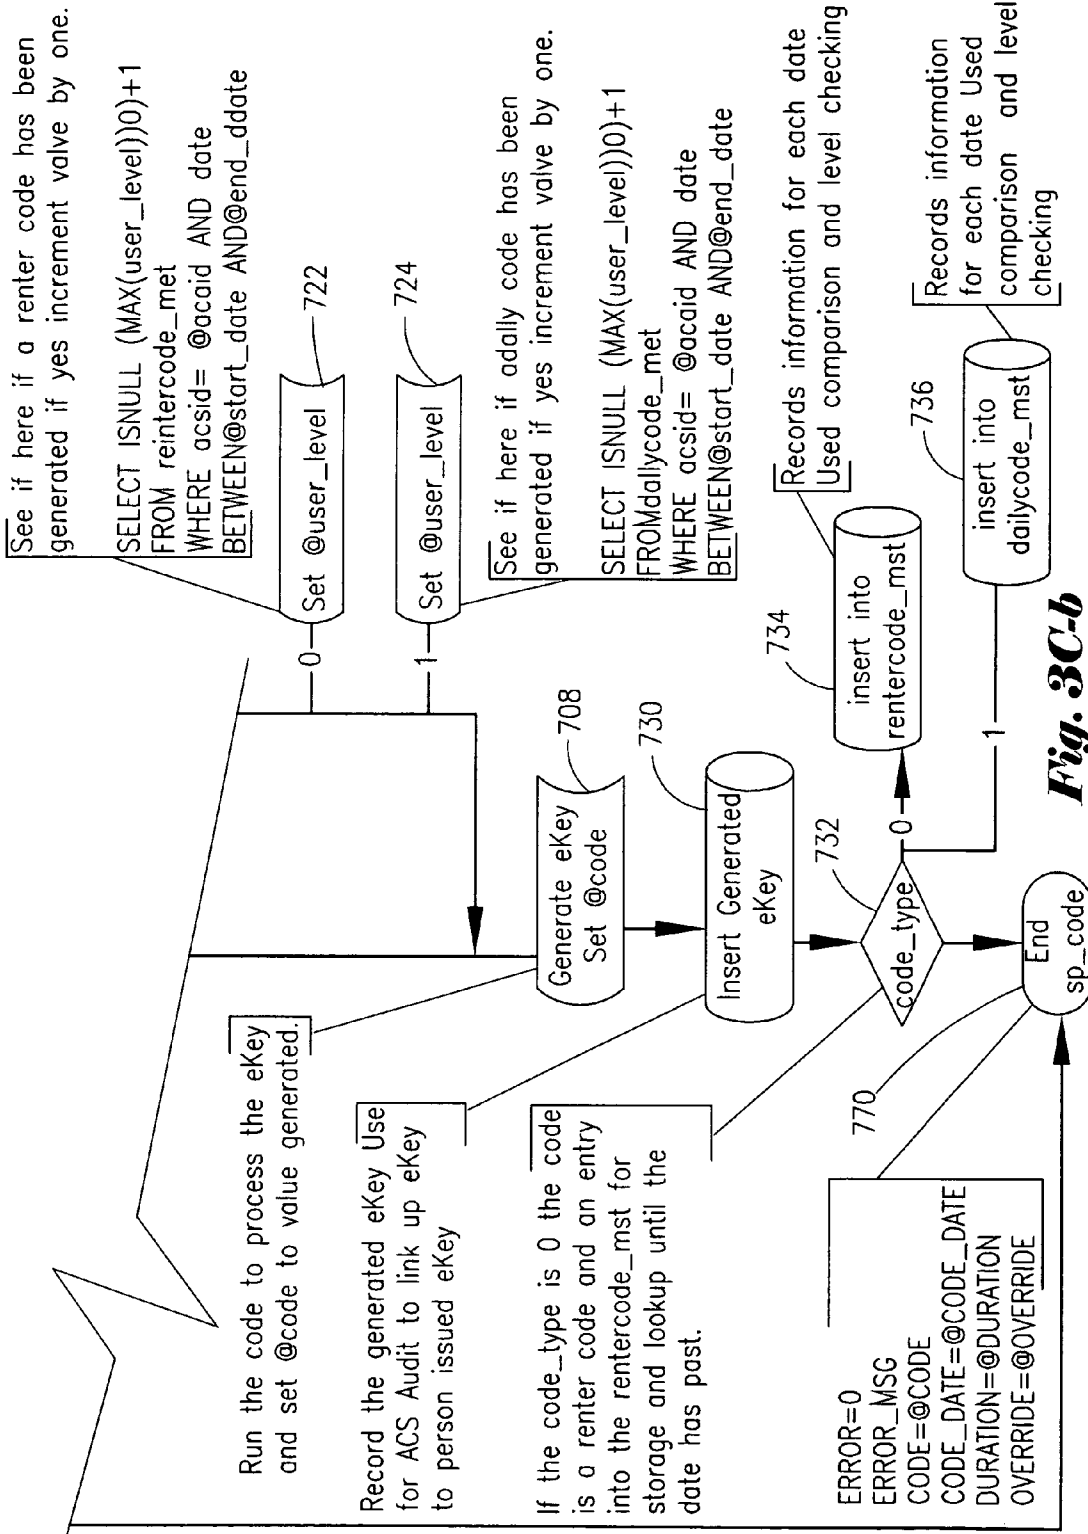 See if here if a renter code has been
generated if yes increment valve by one.
SELECT ISNULL (MAX(user_level))0)+1
FROM reintercode_met
WHERE acsid= @acaid AND date
BETWEEN@start_date AND@end_ddate
0
Set @user_level
722
1
Set @user_level
724
See if here if adally code has been
generated if yes increment valve by one.
SELECT ISNULL (MAX(user_level))0)+1
FROMdallycode_met
WHERE acsid= @acaid AND date
BETWEEN@start_date AND@end_date
Run the code to process the eKey
and set @code to value generated.
Generate eKey
Set @code
708
Record the generated eKey Use
for ACS Audit to link up eKey
to person issued eKey
Insert Generated
eKey
730
If the code_type is 0 the code
is a renter code and an entry
into the rentercode_mst for
storage and lookup until the
date has past.
code_type
732
0
insert into
rentercode_mst
734
Records information for each date
Used comparison and level checking
1
insert into
dailycode_mst
736
Records information
for each date Used
comparison and level
checking
ERROR=0
ERROR_MSG
CODE=@CODE
CODE_DATE=@CODE_DATE
DURATION=@DURATION
OVERRIDE=@OVERRIDE
770
End
sp_code
Fig. 3C-b